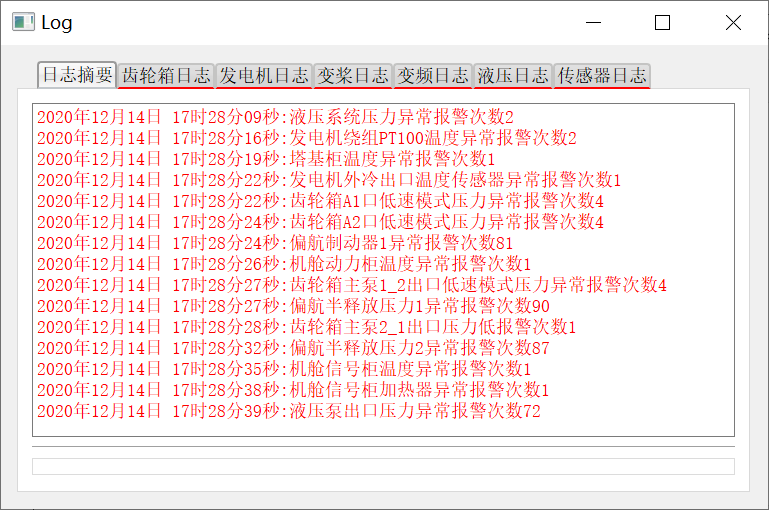 Log
日志摘要 齿轮箱日志 发电机日志 变桨日志 变频日志 液压日志 传感器日志
2020年12月14日 17时28分09秒:液压系统压力异常报警次数2
2020年12月14日 17时28分16秒:发电机绕组PT100温度异常报警次数2
2020年12月14日 17时28分19秒:塔基柜温度异常报警次数1
2020年12月14日 17时28分22秒:发电机外冷出口温度传感器异常报警次数1
2020年12月14日 17时28分22秒:齿轮箱A1口低速模式压力异常报警次数4
2020年12月14日 17时28分24秒:齿轮箱A2口低速模式压力异常报警次数4
2020年12月14日 17时28分24秒:偏航制动器1异常报警次数81
2020年12月14日 17时28分26秒:机舱动力柜温度异常报警次数1
2020年12月14日 17时28分27秒:齿轮箱主泵1_2出口低速模式压力异常报警次数4
2020年12月14日 17时28分27秒:偏航半释放压力1异常报警次数90
2020年12月14日 17时28分28秒:齿轮箱主泵2_1出口压力低报警次数1
2020年12月14日 17时28分32秒:偏航半释放压力2异常报警次数87
2020年12月14日 17时28分35秒:机舱信号柜温度异常报警次数1
2020年12月14日 17时28分38秒:机舱信号柜加热器异常报警次数1
2020年12月14日 17时28分39秒:液压泵出口压力异常报警次数72